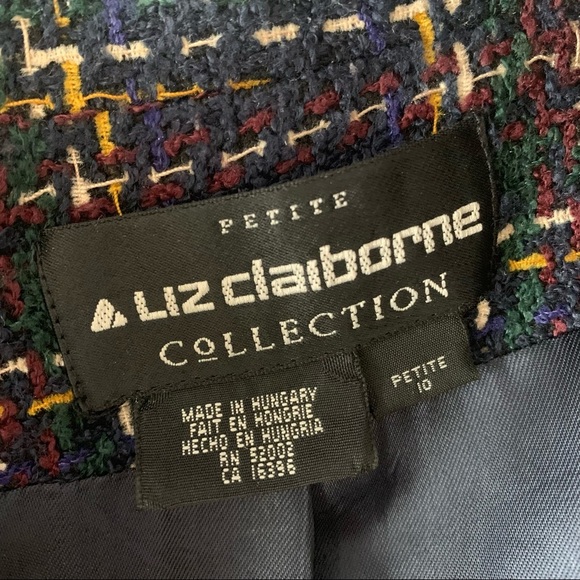 PETITE
LIZ claiborne
COLLECTION
PETITE
10
MADE IN HUNGARY
FAIT EN HONGRIE
HECHO EN HUNGRIA
RN 52002
CA 16396